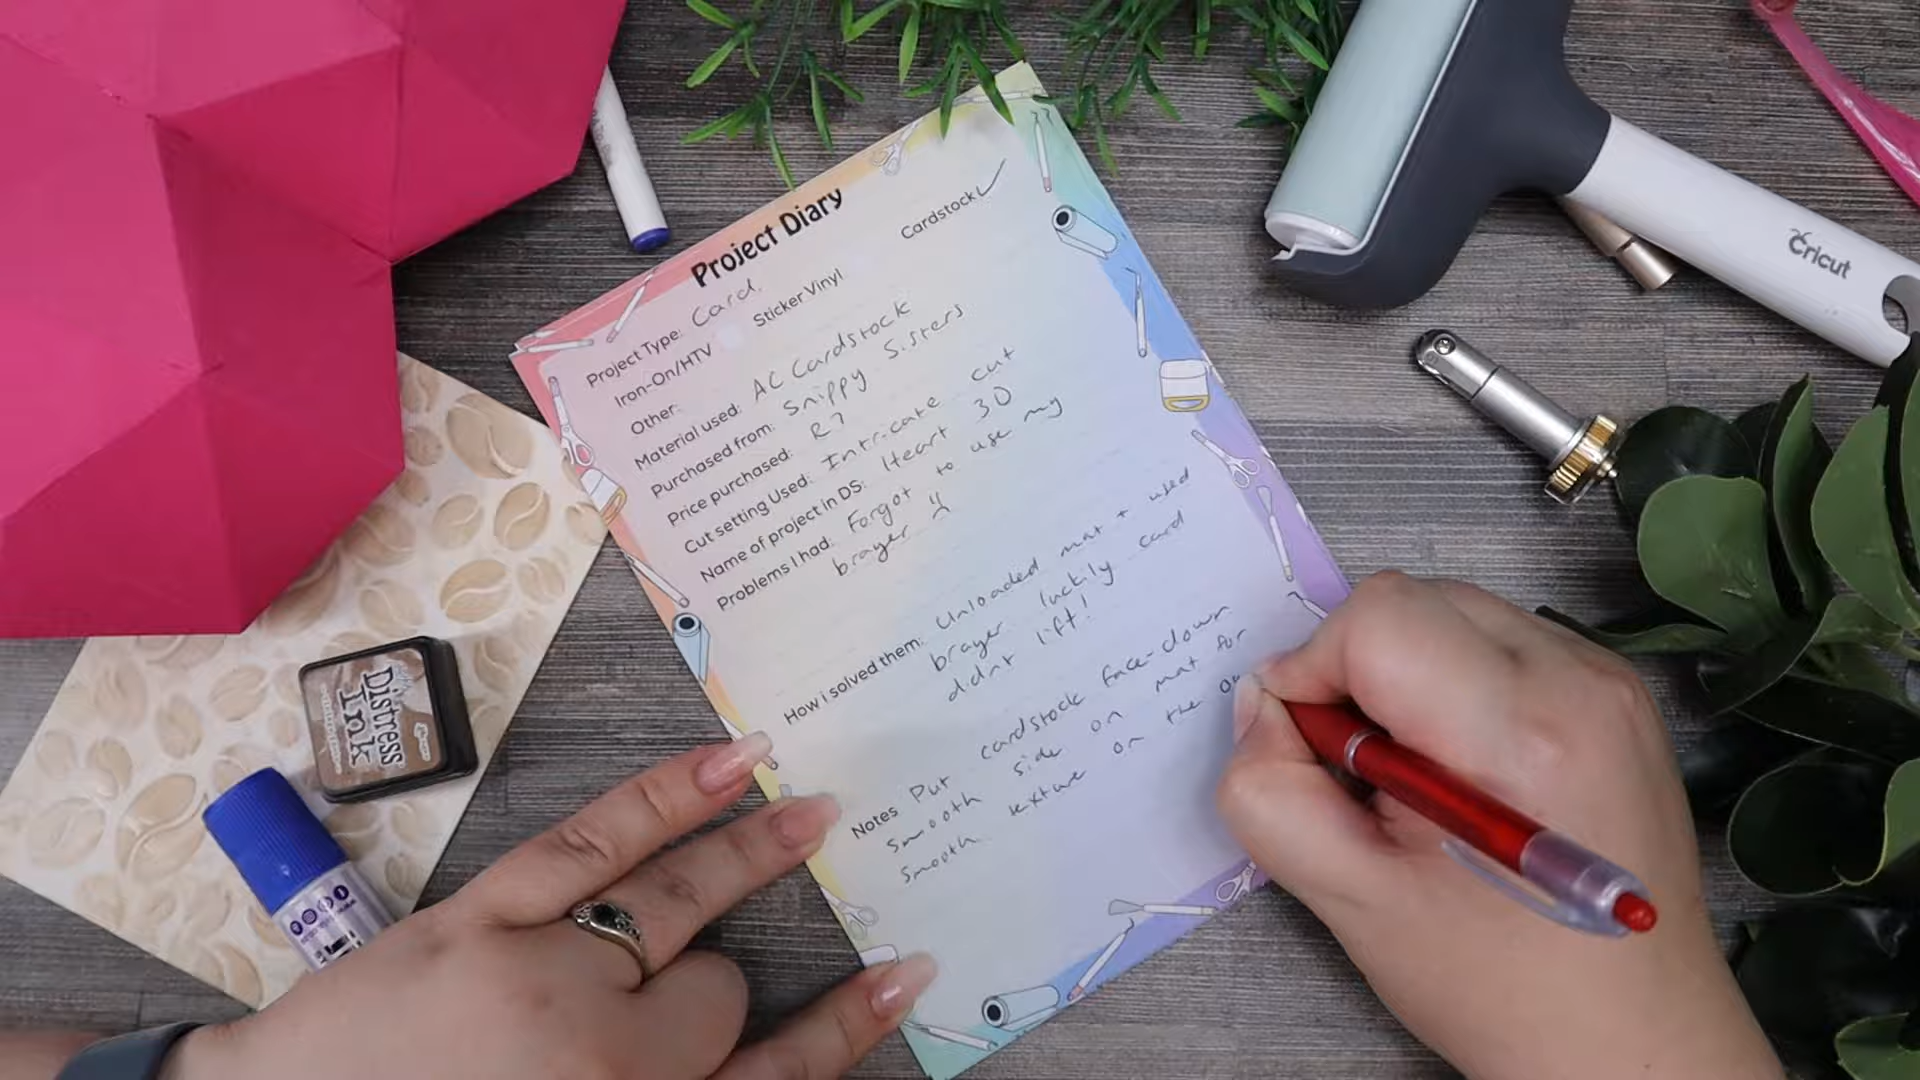 Project Diary
Project Type: Card.
Iron-On/HTV Sticker Vinyl Cardstock ✓
Other:
Material used: AC Cardstock
Purchased from: Snippy Sisters
Price purchased: R7
Cut setting Used: Intricate cut
Name of project in DS: Heart 3D
Problems I had: Forgot to use my
brayer
How i solved them: Unloaded mat + used
brayer. luckily card
didnt lift!
Notes Put cardstock face-down
smooth side on mat for
smooth texture on the ou
Cricut
Distress
Ink